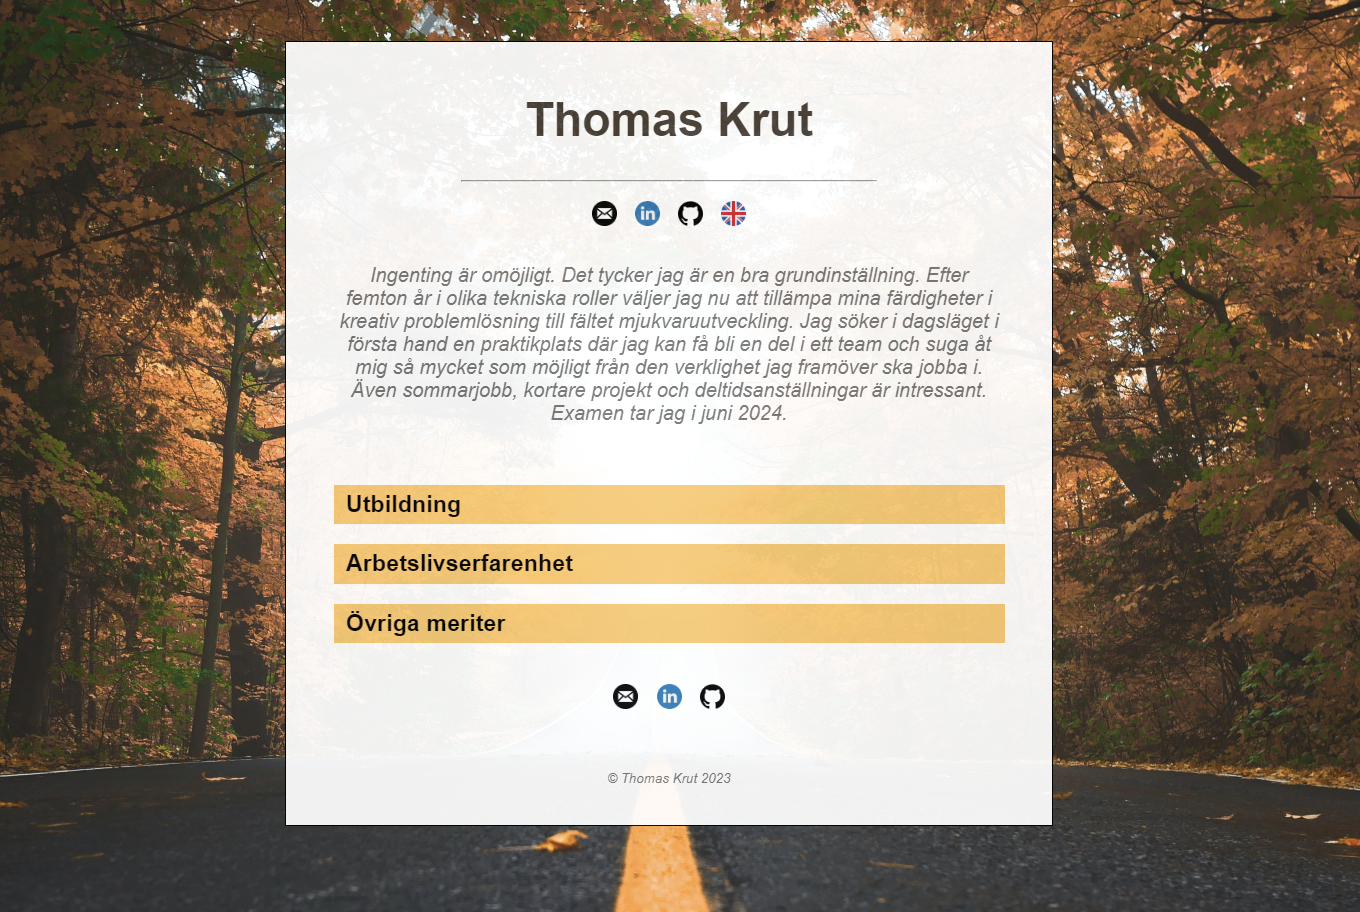 Thomas Krut
in
Ingenting är omöjligt. Det tycker jag är en bra grundinställning. Efter
femton år i olika tekniska roller väljer jag nu att tillämpa mina färdigheter i
kreativ problemlösning till fältet mjukvaruutveckling. Jag söker i dagsläget i
första hand en praktikplats där jag kan få bli en del i ett team och suga åt
mig så mycket som möjligt från den verklighet jag framöver ska jobba i.
Även sommarjobb, kortare projekt och deltidsanställningar är intressant.
Examen tar jag i juni 2024.
Utbildning
Arbetslivserfarenhet
Övriga meriter
in
© Thomas Krut 2023